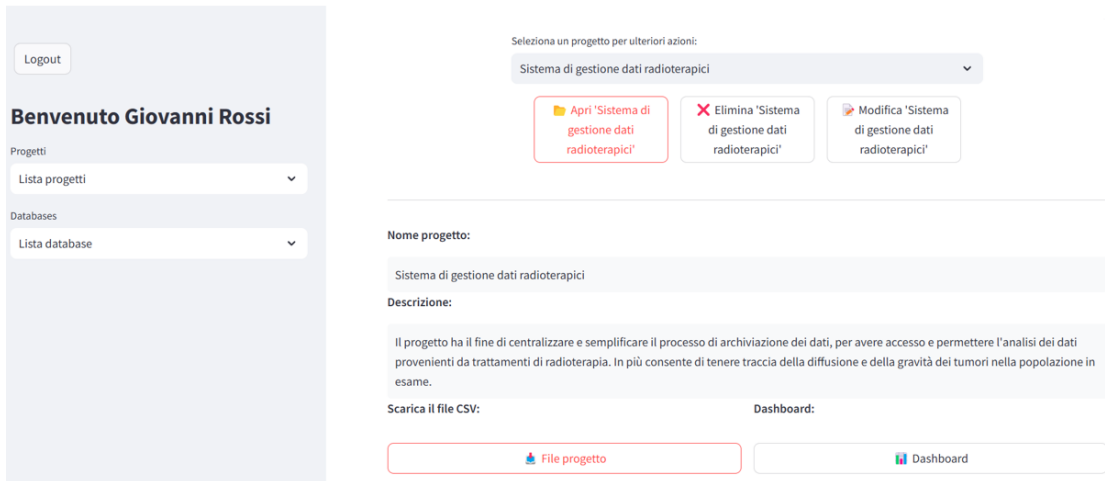 Logout
Benvenuto Giovanni Rossi
Progetti
Lista progetti
Databases
Lista database
Seleziona un progetto per ulteriori azioni:
Sistema di gestione dati radioterapici
Apri 'Sistema di
gestione dati
radioterapici'
Elimina 'Sistema
di gestione dati
radioterapici'
Modifica 'Sistema
di gestione dati
radioterapici'
Nome progetto:
Sistema di gestione dati radioterapici
Descrizione:
Il progetto ha il fine di centralizzare e semplificare il processo di archiviazione dei dati, per avere accesso e permettere l'analisi dei dati
provenienti da trattamenti di radioterapia. In più consente di tenere traccia della diffusione e della gravità dei tumori nella popolazione in
esame.
Scarica il file CSV:
File progetto
Dashboard:
Dashboard